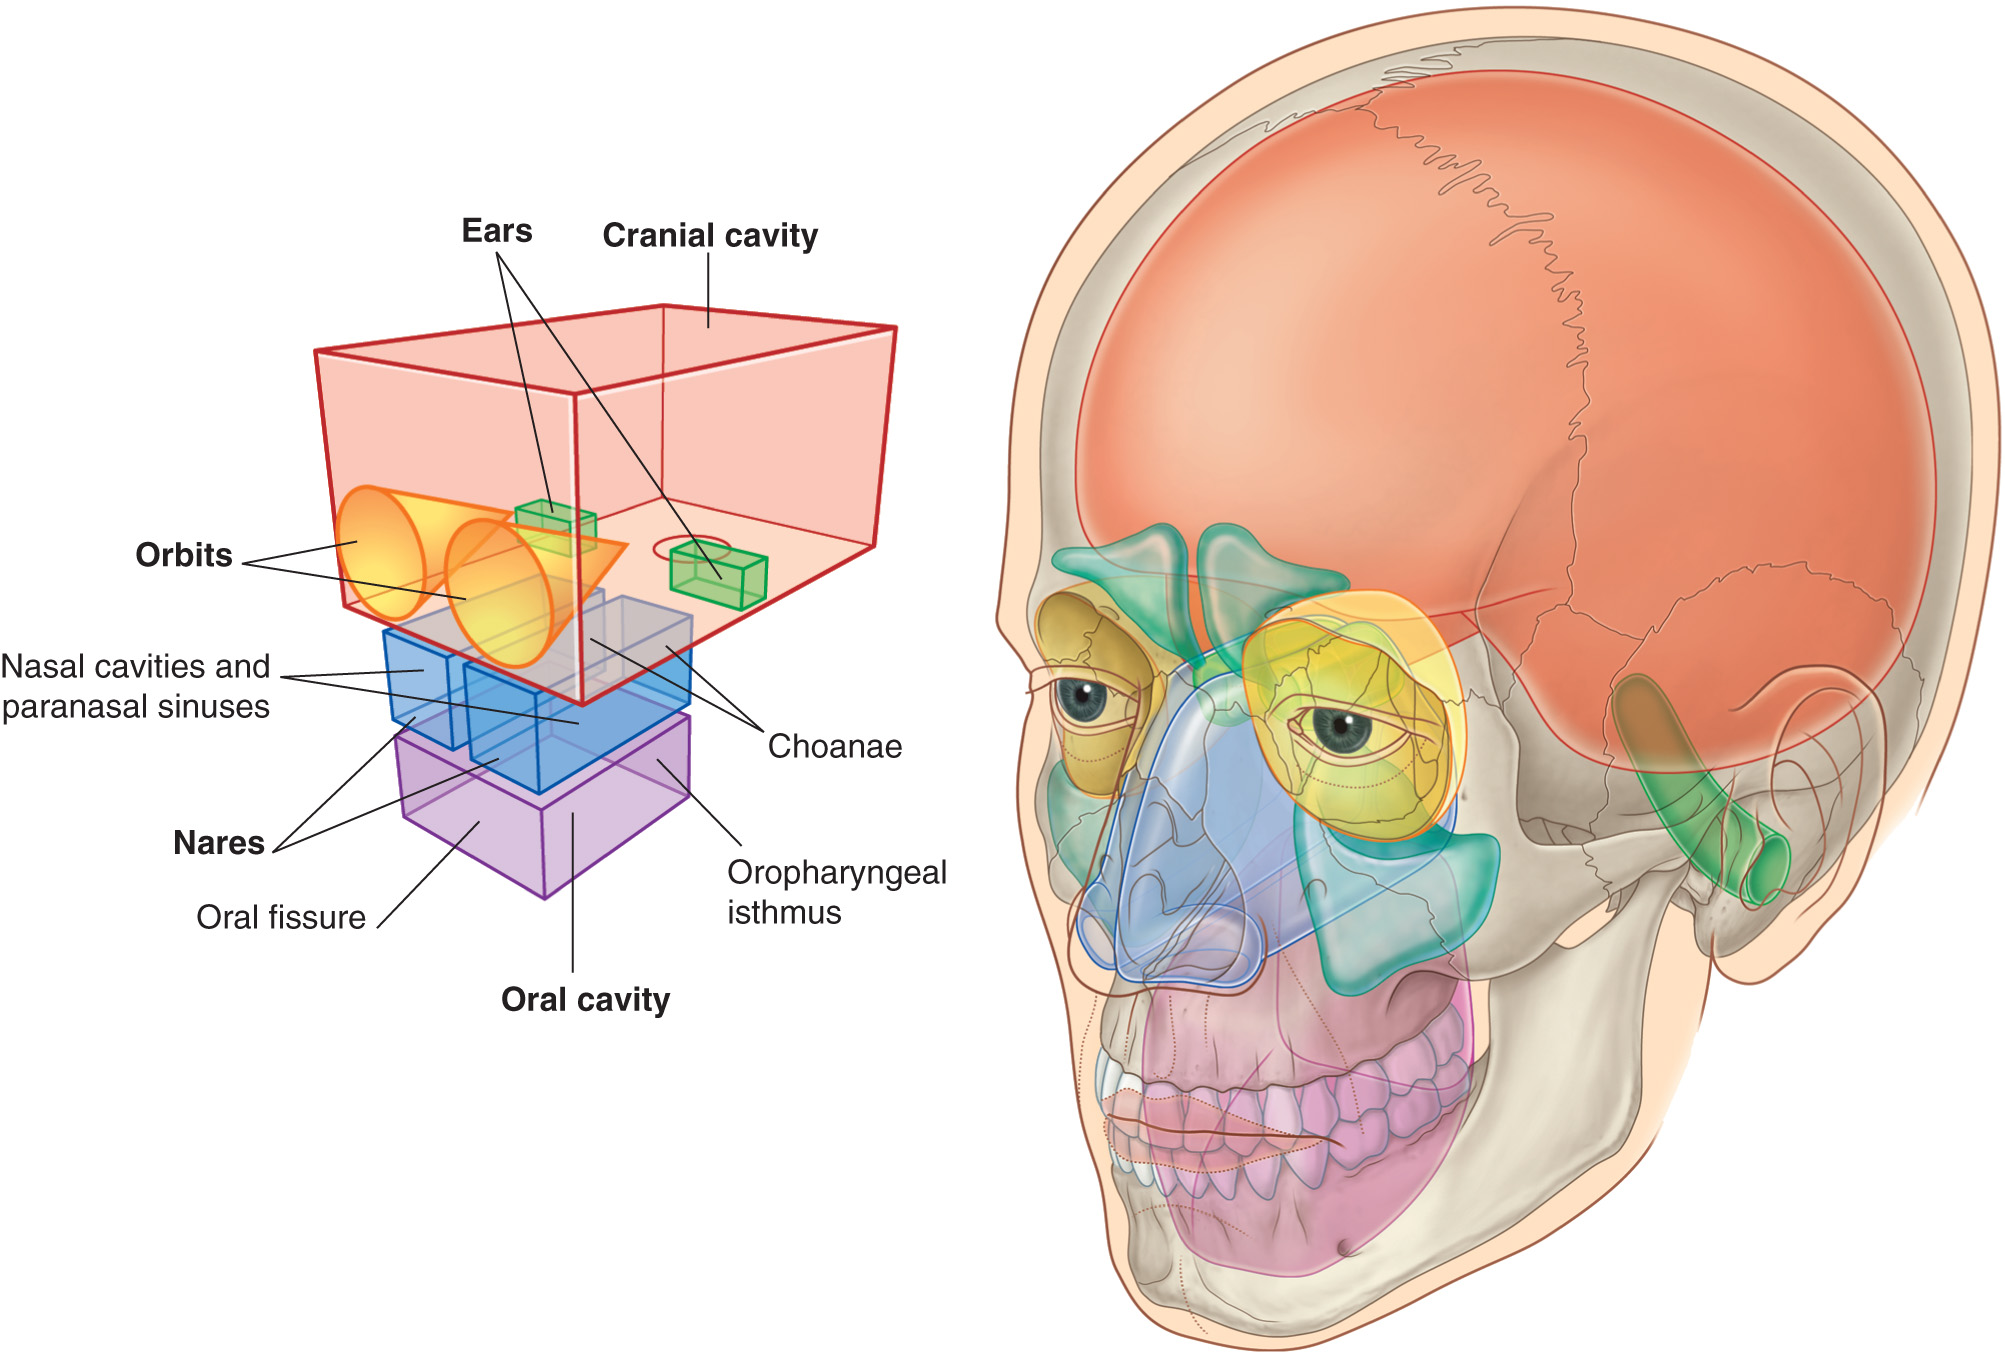 Ears
Cranial cavity
Orbits
Nasal cavities and
paranasal sinuses
Choanae
Nares
Oropharyngeal
isthmus
Oral fissure
Oral cavity